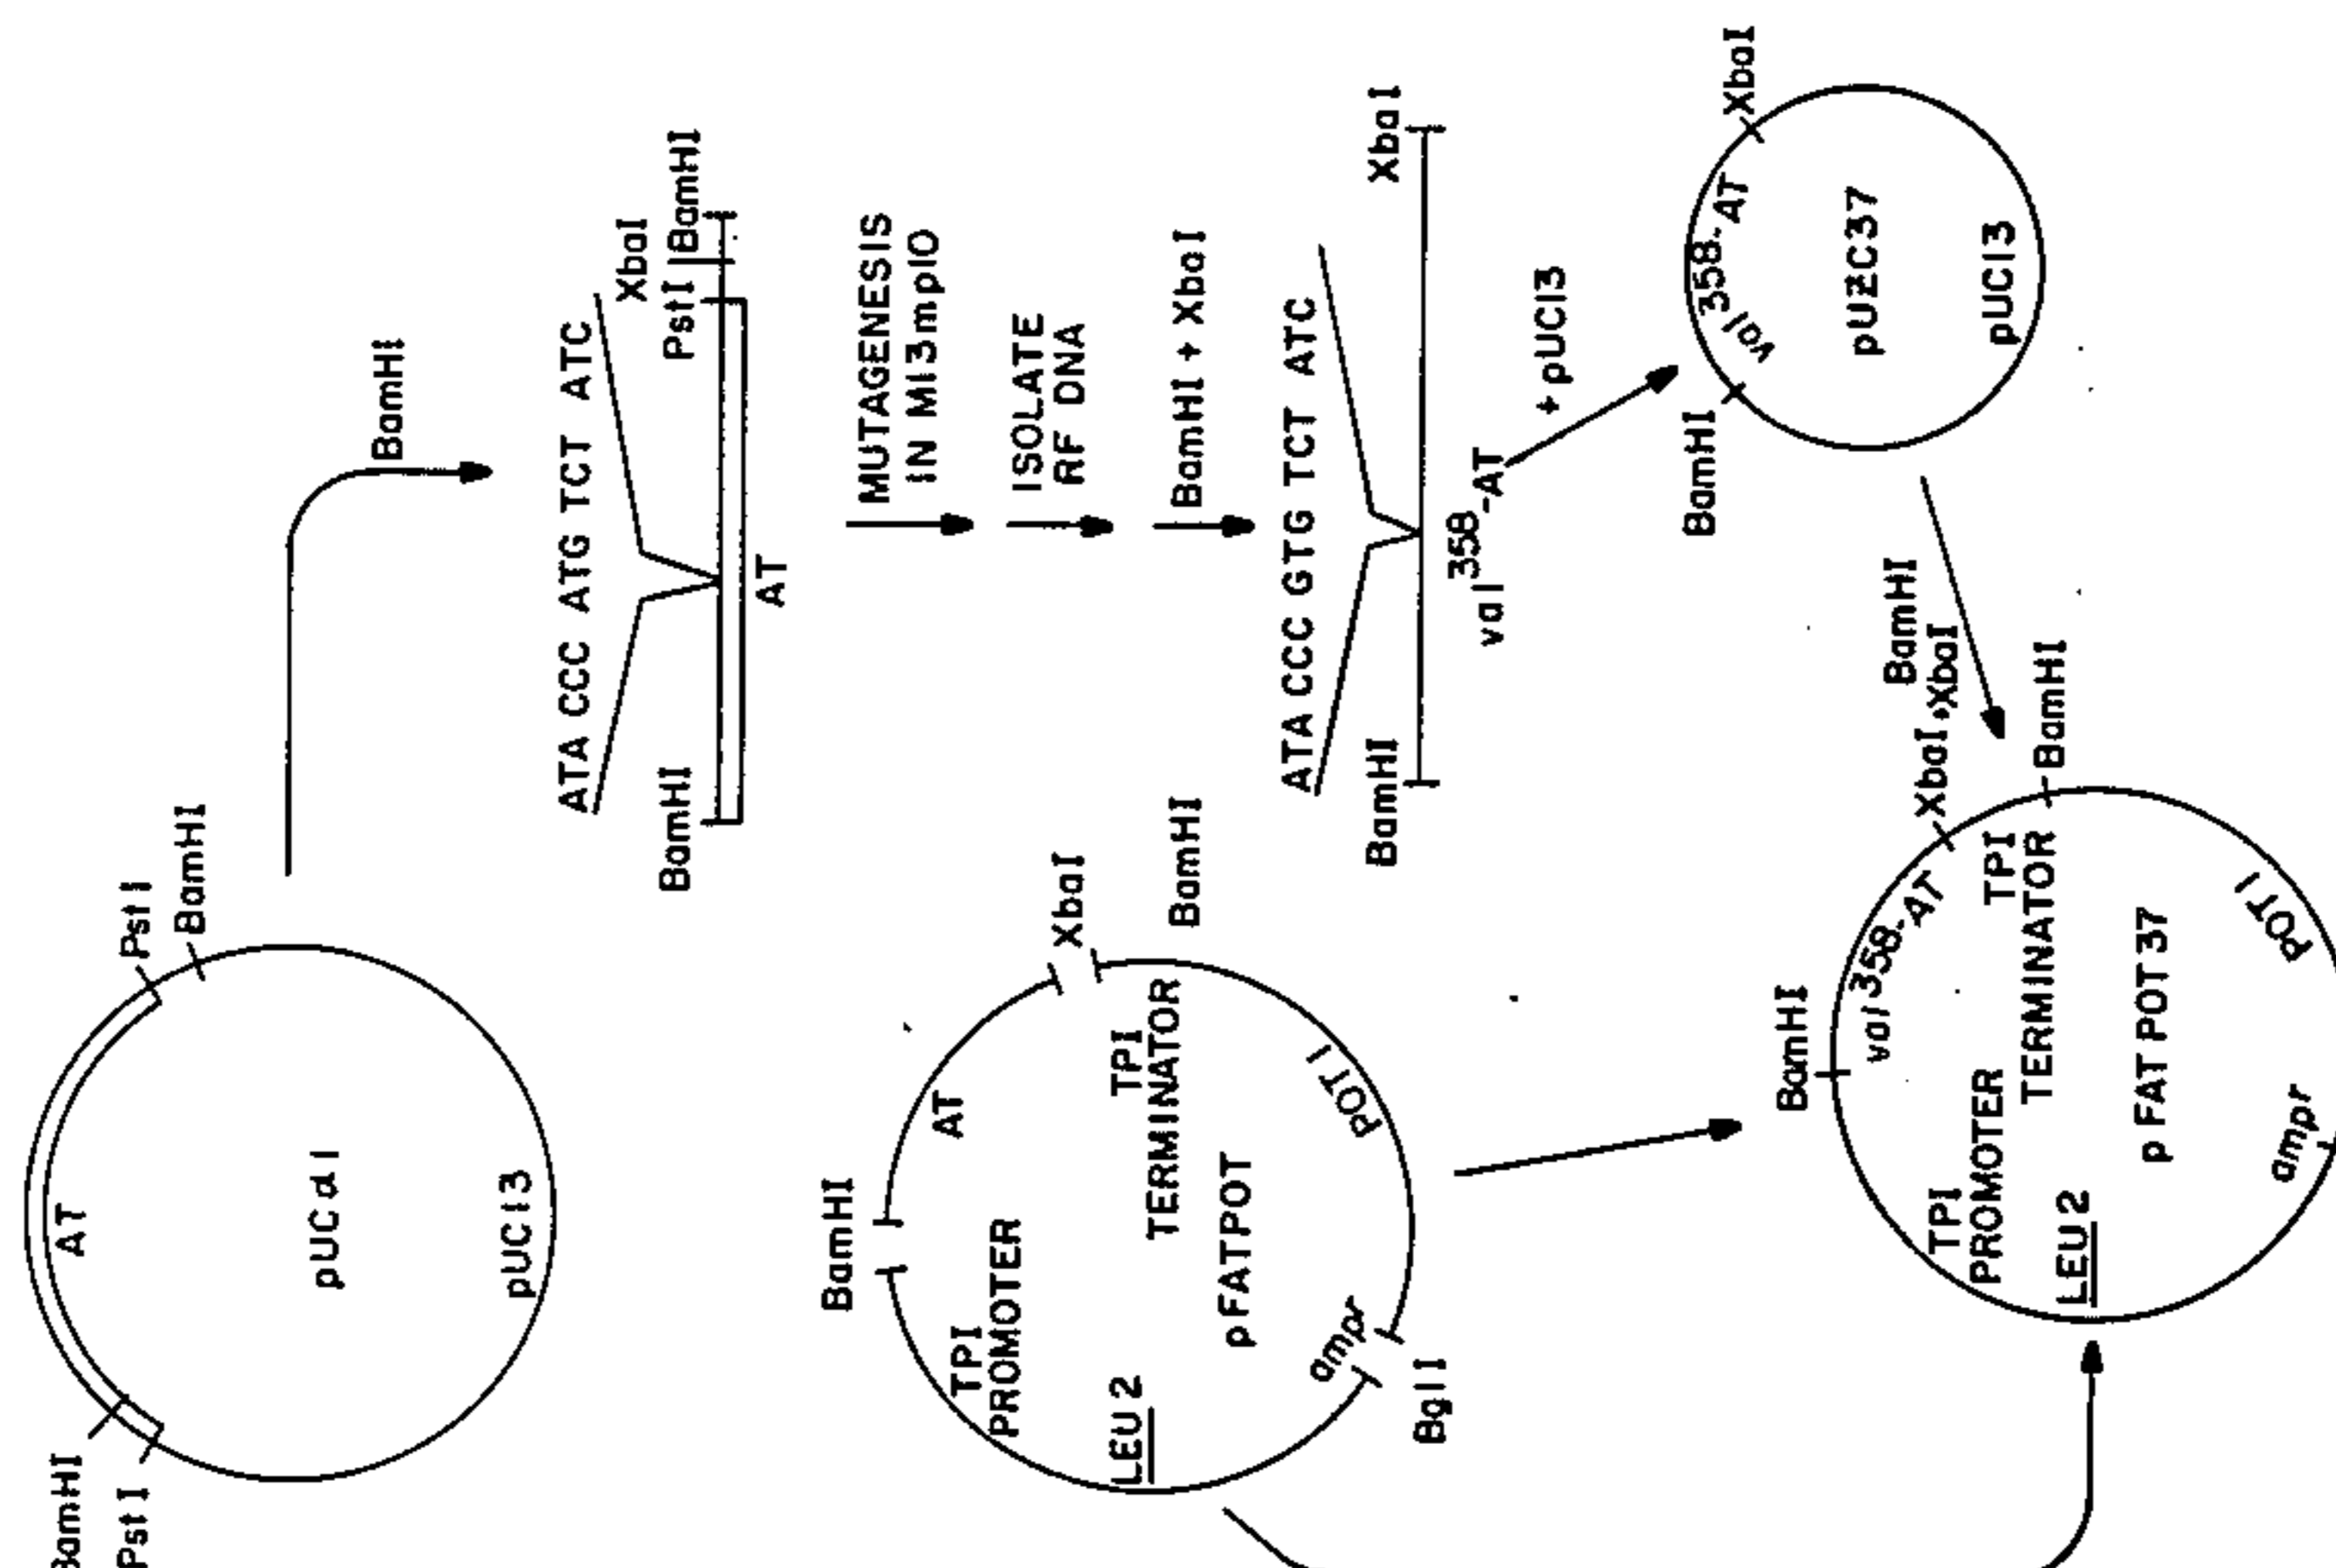 BamHI
PstI
AT
PstI
BamHI
pUCα1
pUC13
BamHI
ATA CCC ATG TCT ATC
XbaI
BamHI
PstI
BamHI
AT
MUTAGENESIS
IN M13mp10
ISOLATE
RF DNA
BamHI + XbaI
ATA CCC GTG TCT ATC
BamHI
XbaI
val358-AT
+ pUC13
BamHI
AT
XbaI
BamHI
TPI
PROMOTER
TPI
TERMINATOR
LEU2
pFATPOT
POT1
ampr
BglI
BamHI
XbaI
val358-AT
pUZC37
pUC13
BamHI
XbaI
BamHI
val358-AT
XbaI
BamHI
TPI
PROMOTER
TPI
TERMINATOR
LEU2
pFATPOT37
POT1
ampr